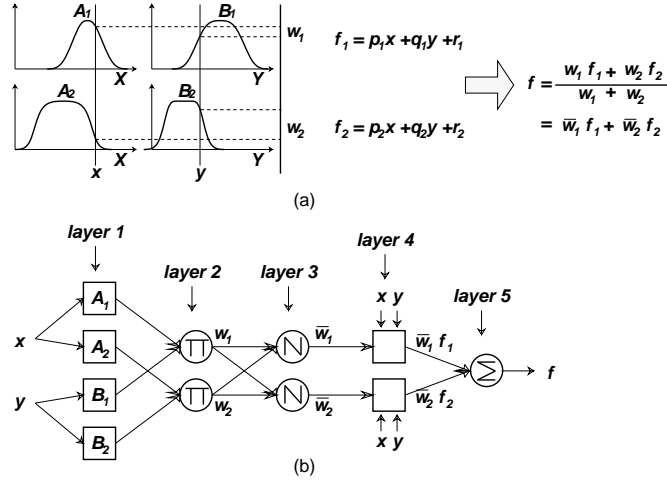 A₁ B₁
X Y w₁
f₁ = p₁x + q₁y + r₁
f = w₁ f₁ + w₂ f₂ / w₁ + w₂
= w̅₁ f₁ + w̅₂ f₂
A₂ B₂
X Y w₂
f₂ = p₂x + q₂y + r₂
x y
(a)
layer 1
layer 2
layer 3
layer 4
layer 5
x y
A₁
A₂
B₁
B₂
x
y
Π w₁ N w̅₁ w̅₁ f₁
Π w₂ N w̅₂ w̅₂ f₂
Σ f
x y
(b)